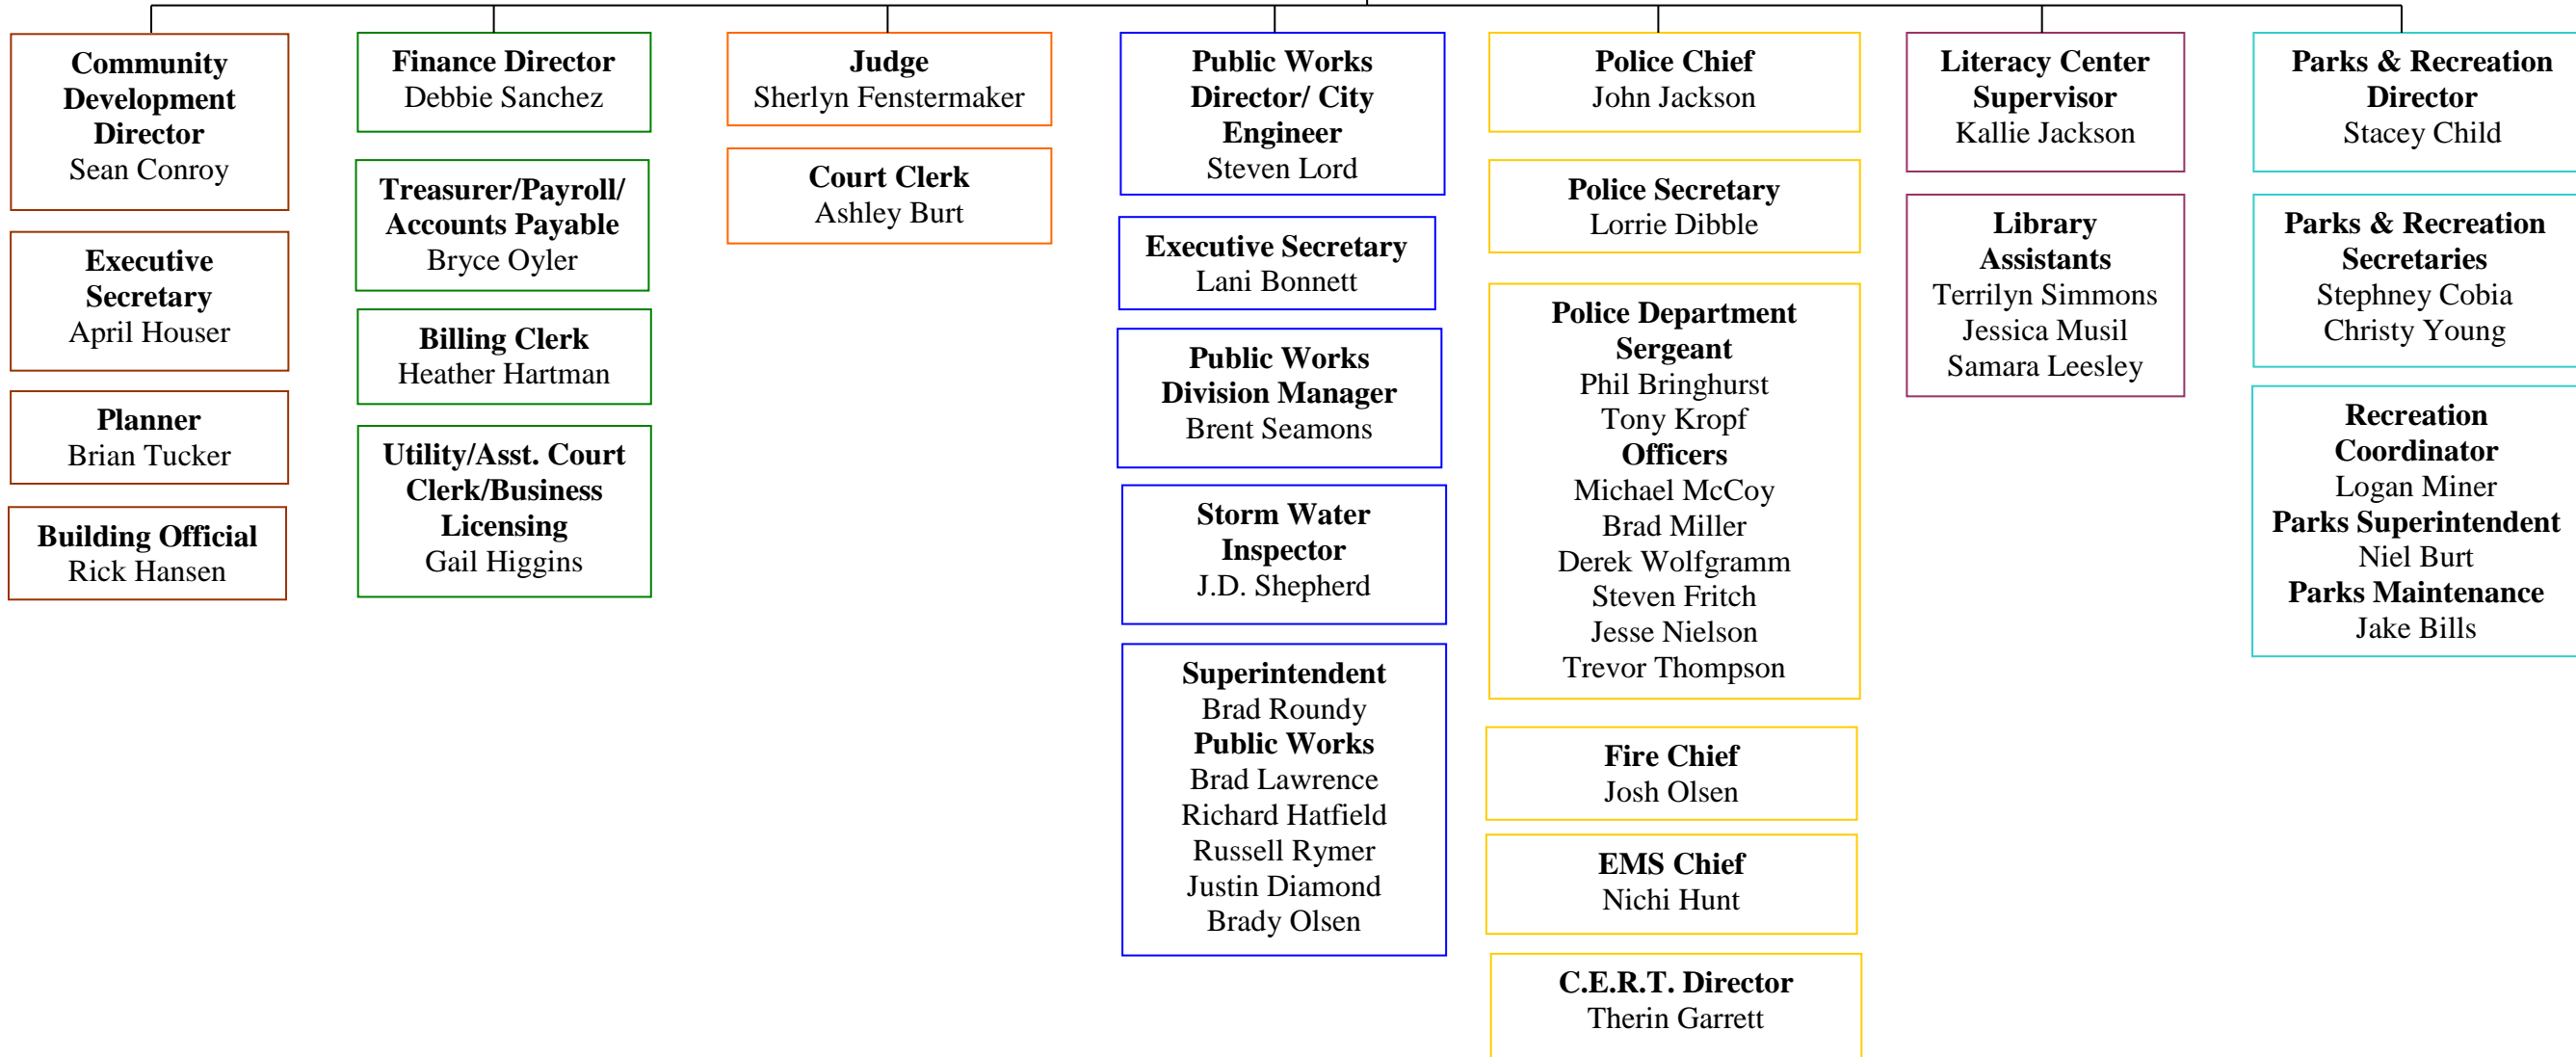 Community
Development
Director
Sean Conroy
Executive
Secretary
April Houser
Planner
Brian Tucker
Building Official
Rick Hansen
Finance Director
Debbie Sanchez
Treasurer/Payroll/
Accounts Payable
Bryce Oyler
Billing Clerk
Heather Hartman
Utility/Asst. Court
Clerk/Business
Licensing
Gail Higgins
Judge
Sherlyn Fenstermaker
Court Clerk
Ashley Burt
Public Works
Director/ City
Engineer
Steven Lord
Executive Secretary
Lani Bonnett
Public Works
Division Manager
Brent Seamons
Storm Water
Inspector
J.D. Shepherd
Superintendent
Brad Roundy
Public Works
Brad Lawrence
Richard Hatfield
Russell Rymer
Justin Diamond
Brady Olsen
Police Chief
John Jackson
Police Secretary
Lorrie Dibble
Police Department
Sergeant
Phil Bringhurst
Tony Kropf
Officers
Michael McCoy
Brad Miller
Derek Wolfgramm
Steven Fritch
Jesse Nielson
Trevor Thompson
Fire Chief
Josh Olsen
EMS Chief
Nichi Hunt
C.E.R.T. Director
Therin Garrett
Literacy Center
Supervisor
Kallie Jackson
Library
Assistants
Terrilyn Simmons
Jessica Musil
Samara Leesley
Parks & Recreation
Director
Stacey Child
Parks & Recreation
Secretaries
Stephney Cobia
Christy Young
Recreation
Coordinator
Logan Miner
Parks Superintendent
Niel Burt
Parks Maintenance
Jake Bills